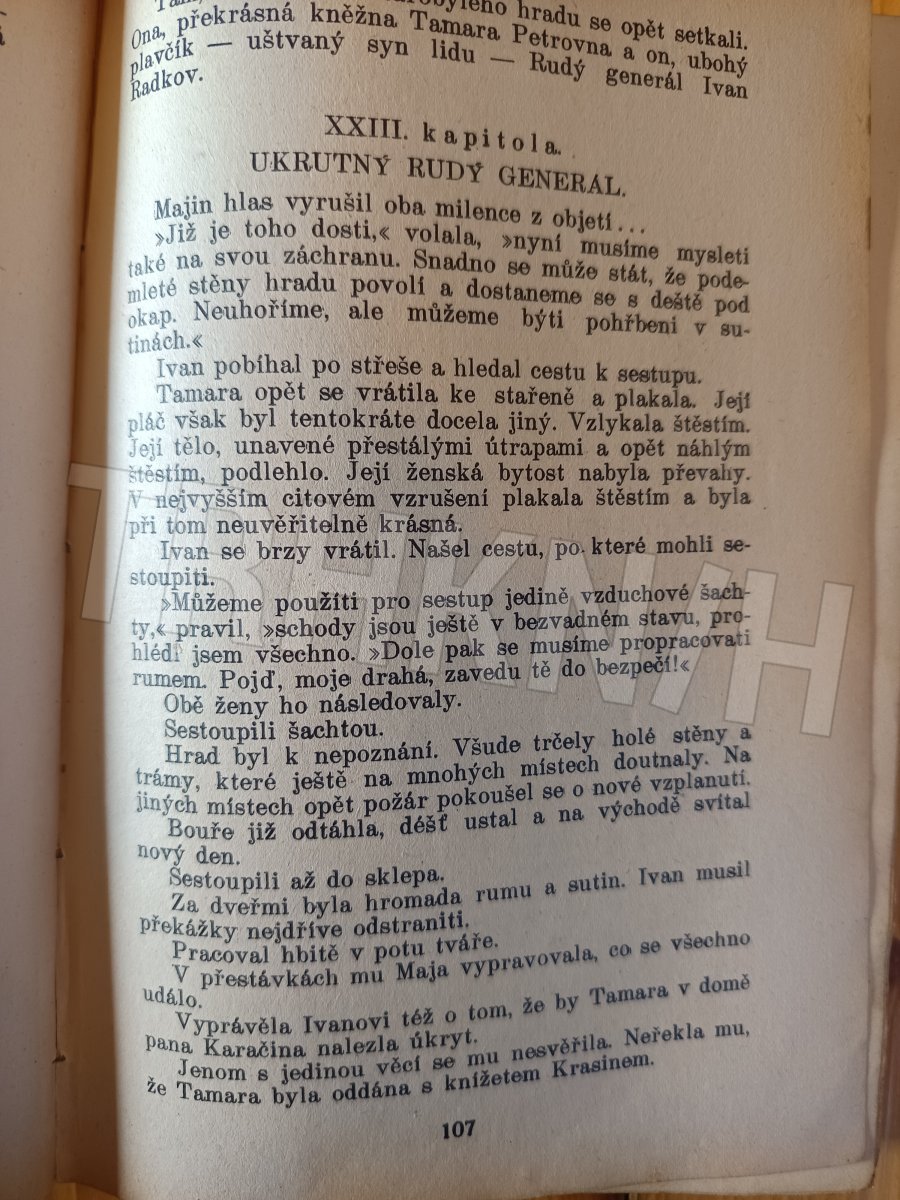 robylého hradu se opět setkali.
Ona, překrásná kněžna Tamara Petrovna a on, ubohý
plavčík — uštvaný syn lidu — Rudý generál Ivan
Radkov.
XXIII. kapitola.
UKRUTNÝ RUDÝ GENERAL.
Majin hlas vyrušil oba milence z objetí...
»Již je toho dosti,« volala, »nyní musíme mysleti
také na svou záchranu. Snadno se může stát, že pode-
mleté stěny hradu povolí a dostaneme se s deště pod
okap. Neuhoříme, ale můžeme býti pohřbeni v su-
tinách.«
Ivan pobíhal po střeše a hledal cestu k sestupu.
Tamara opět se vrátila ke stařeně a plakala. Její
pláč však byl tentokráte docela jiný. Vzlykala štěstím.
Její tělo, unavené přestálými útrapami a opět náhlým
štěstím, podlehlo. Její ženská bytost nabyla převahy.
V nejvyšším citovém vzrušení plakala štěstím a byla
při tom neuvěřitelně krásná.
Ivan se brzy vrátil. Našel cestu, po které mohli se-
stoupiti.
»Můžeme použíti pro sestup jedině vzduchové šach-
ty,« pravil, »schody jsou ještě v bezvadném stavu, pro-
hlédl jsem všechno. »Dole pak se musíme propracovati
rumem. Pojď, moje drahá, zavedu tě do bezpečí!«
Obě ženy ho následovaly.
Sestoupili šachtou.
Hrad byl k nepoznání. Všude trčely holé stěny a
trámy, které ještě na mnohých místech doutnaly. Na
jiných místech opět požár pokoušel se o nové vzplanutí.
Bouře již odtáhla, déšť ustal a na východě svítal
nový den.
Sestoupili až do sklepa.
Za dveřmi byla hromada rumu a sutin. Ivan musil
překážky nejdříve odstraniti.
Pracoval hbitě v potu tváře.
V přestávkách mu Maja vypravovala, co se všechno
událo.
Vyprávěla Ivanovi též o tom, že by Tamara v domě
pana Karačina nalezla úkryt.
Jenom s jedinou věcí se mu nesvěřila. Neřekla mu,
že Tamara byla oddána s knížetem Krasinem.
107